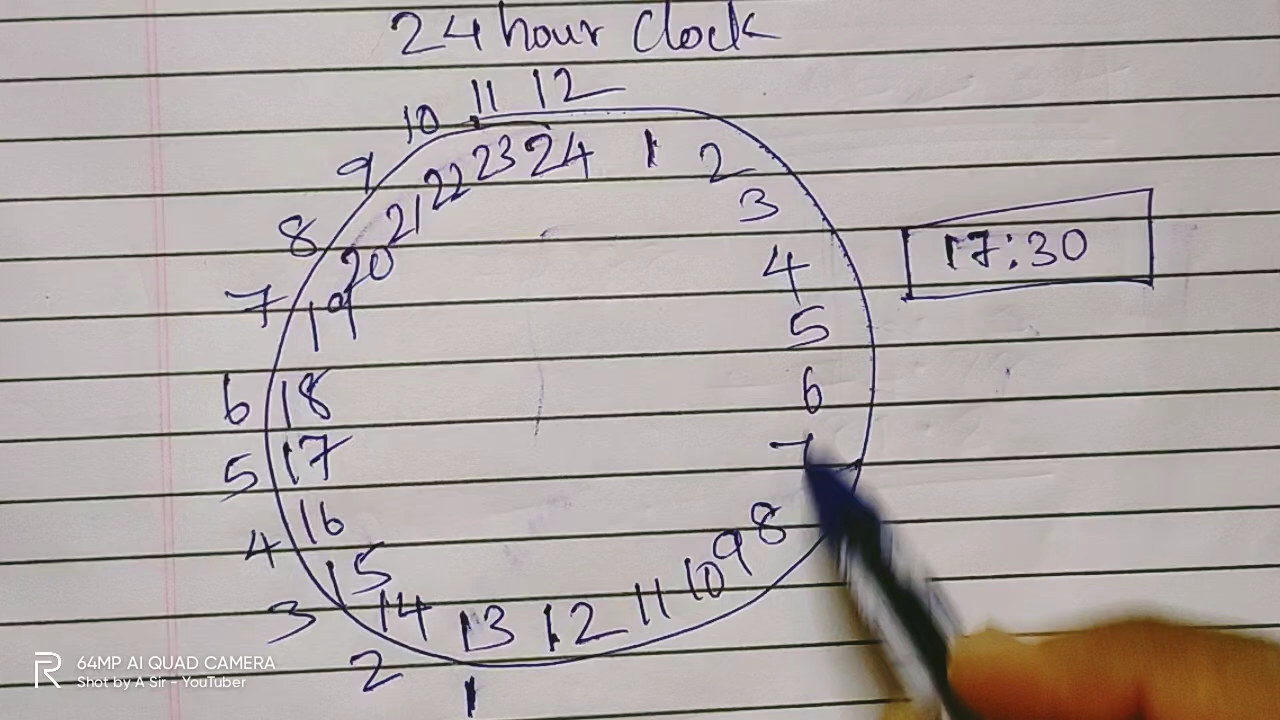 24 hour Clock
10 11 12
9 22 23 24 1 2
8 21 3
20 4
7 19 5
6 18 6
5 17 7
4 16 8
15 9
3 14 13 12 11 10
2
1
17:30
64MP AI QUAD CAMERA
Shot by A Sir - YouTuber